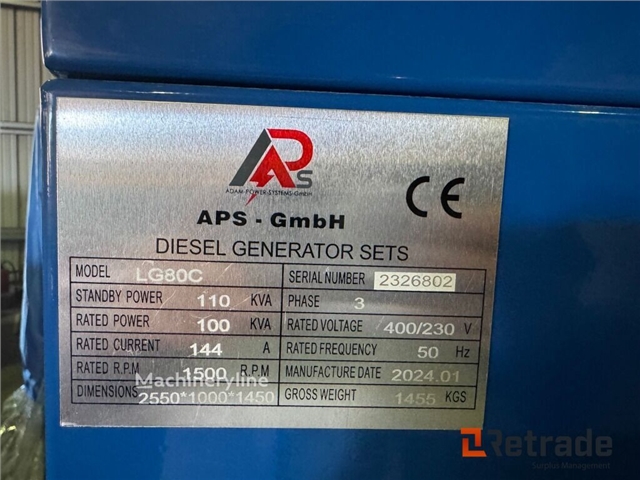 APS
ADAM-POWER-SYSTEMS-GmbH
APS - GmbH
CE
DIESEL GENERATOR SETS
MODEL LG80C SERIAL NUMBER 2326802
STANDBY POWER 110 KVA PHASE 3
RATED POWER 100 KVA RATED VOLTAGE 400/230 V
RATED CURRENT 144 A RATED FREQUENCY 50 Hz
RATED R.P.M 1500 R.P.M MANUFACTURE DATE 2024.01
Machineryline
DIMENSIONS 2550*1000*1450 GROSS WEIGHT 1455 KGS
Retrade
Surplus Management